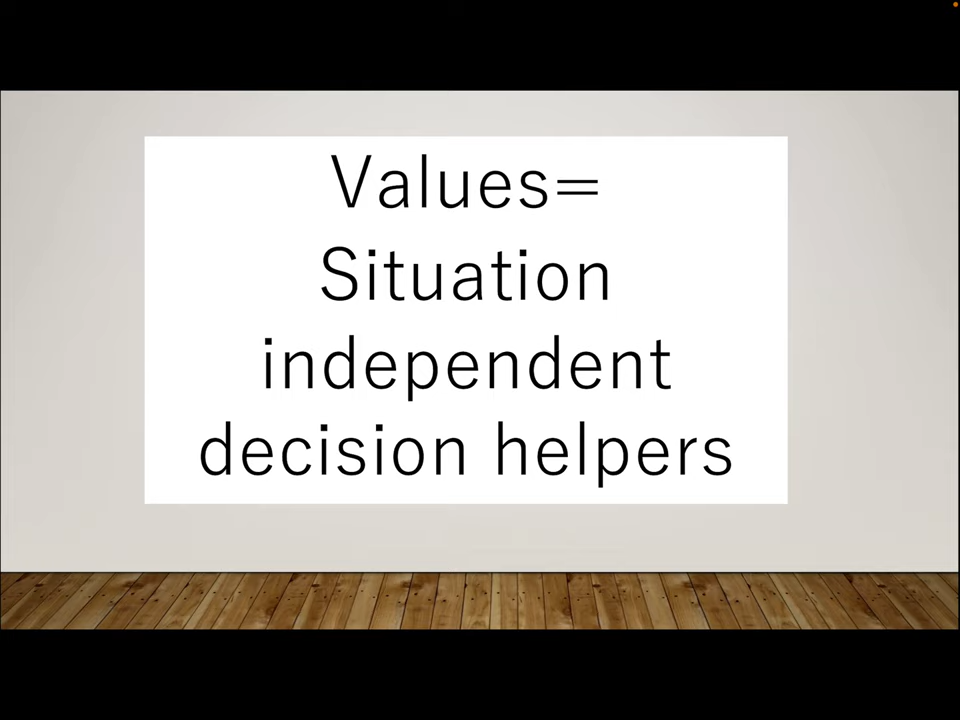 Values=
Situation
independent
decision helpers